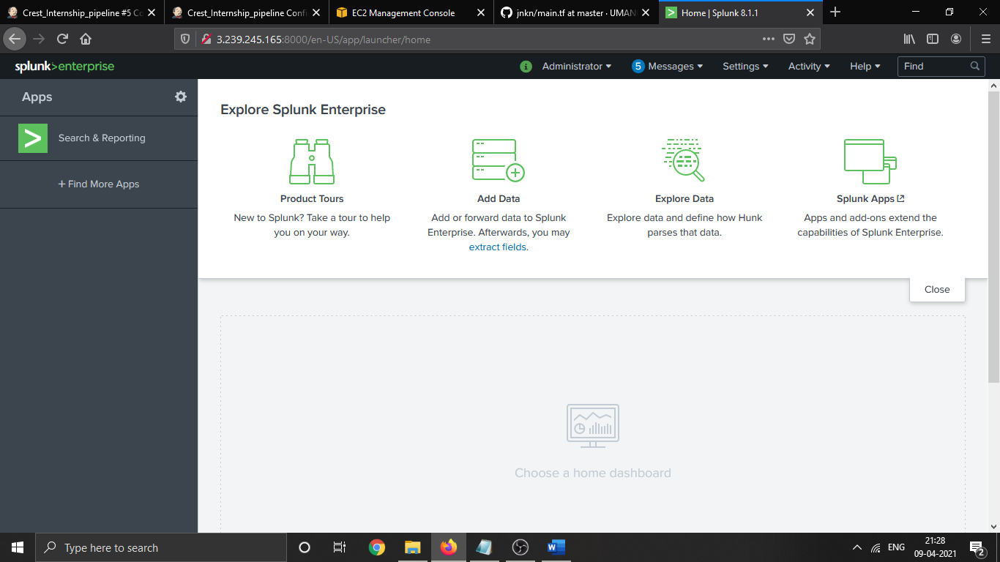 Crest_Internship_pipeline #5 Co
Crest_Internship_pipeline Confi
EC2 Management Console
jnkn/main.tf at master · UMAN
Home | Splunk 8.1.1
3.239.245.165:8000/en-US/app/launcher/home
splunk>enterprise
i
Administrator
5 Messages
Settings
Activity
Help
Find
Apps
Search & Reporting
+ Find More Apps
Explore Splunk Enterprise
Product Tours
New to Splunk? Take a tour to help
you on your way.
Add Data
Add or forward data to Splunk
Enterprise. Afterwards, you may
extract fields.
Explore Data
Explore data and define how Hunk
parses that data.
Splunk Apps
Apps and add-ons extend the
capabilities of Splunk Enterprise.
Close
Choose a home dashboard
Type here to search
ENG
21:28
09-04-2021
2